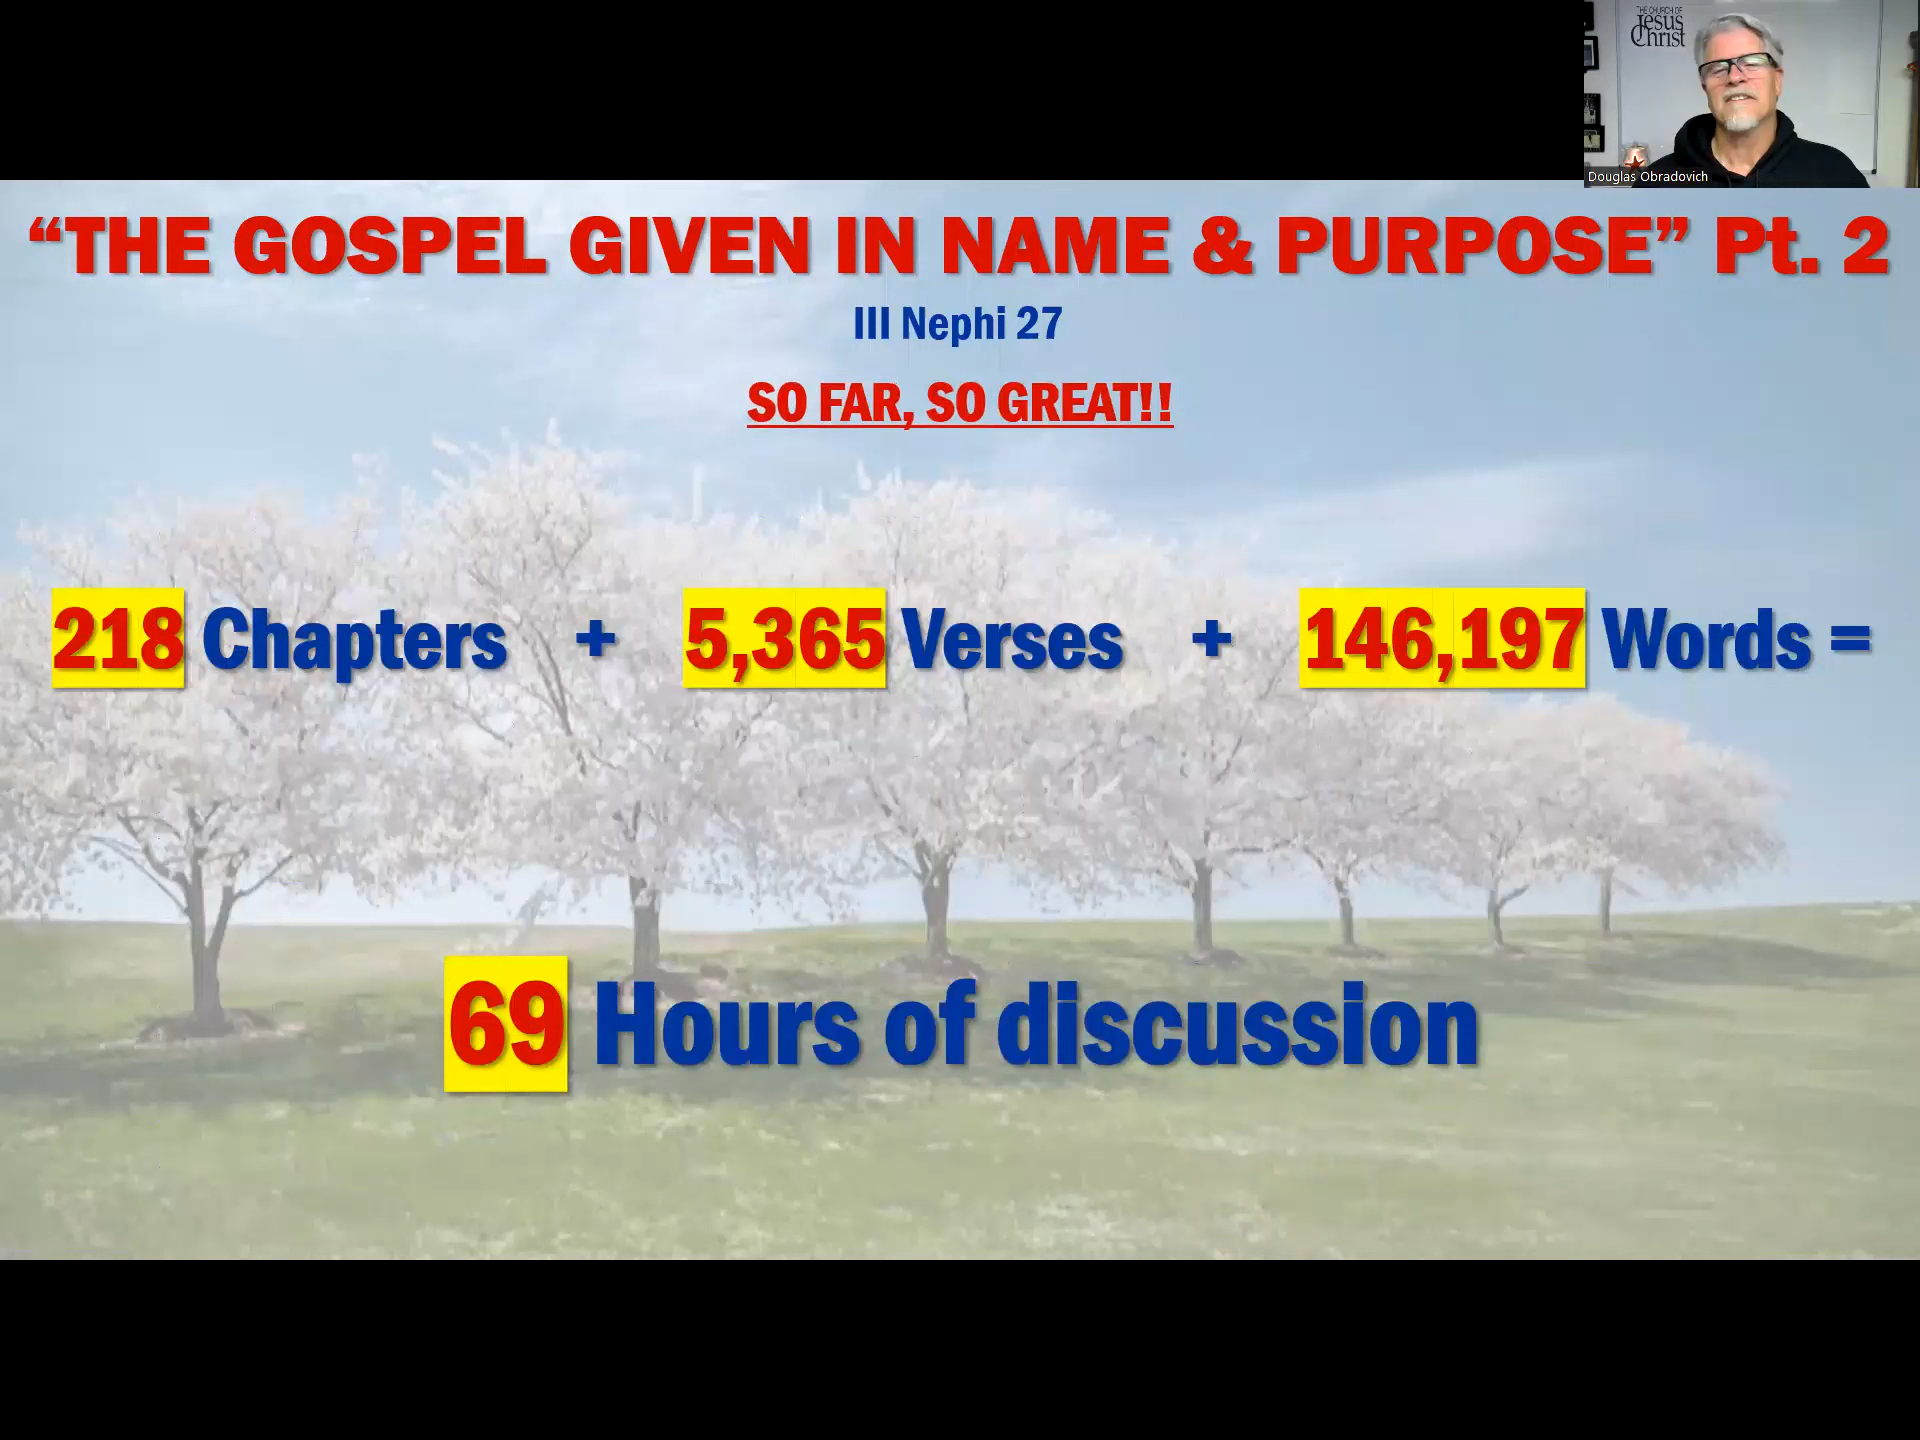 THE CHURCH OF
Jesus
Christ
Douglas Obradovich
“THE GOSPEL GIVEN IN NAME & PURPOSE” Pt. 2
III Nephi 27
SO FAR, SO GREAT!!
218 Chapters + 5,365 Verses + 146,197 Words =
69 Hours of discussion